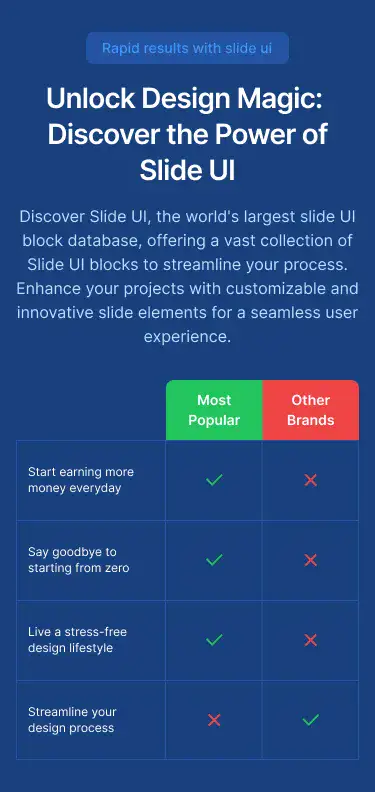 Rapid results with slide ui
Unlock Design Magic:
Discover the Power of
Slide UI
Discover Slide UI, the world's largest slide UI
block database, offering a vast collection of
Slide UI blocks to streamline your process.
Enhance your projects with customizable and
innovative slide elements for a seamless user
experience.
Most
Popular
Other
Brands
Start earning more
money everyday
Say goodbye to
starting from zero
Live a stress-free
design lifestyle
Streamline your
design process